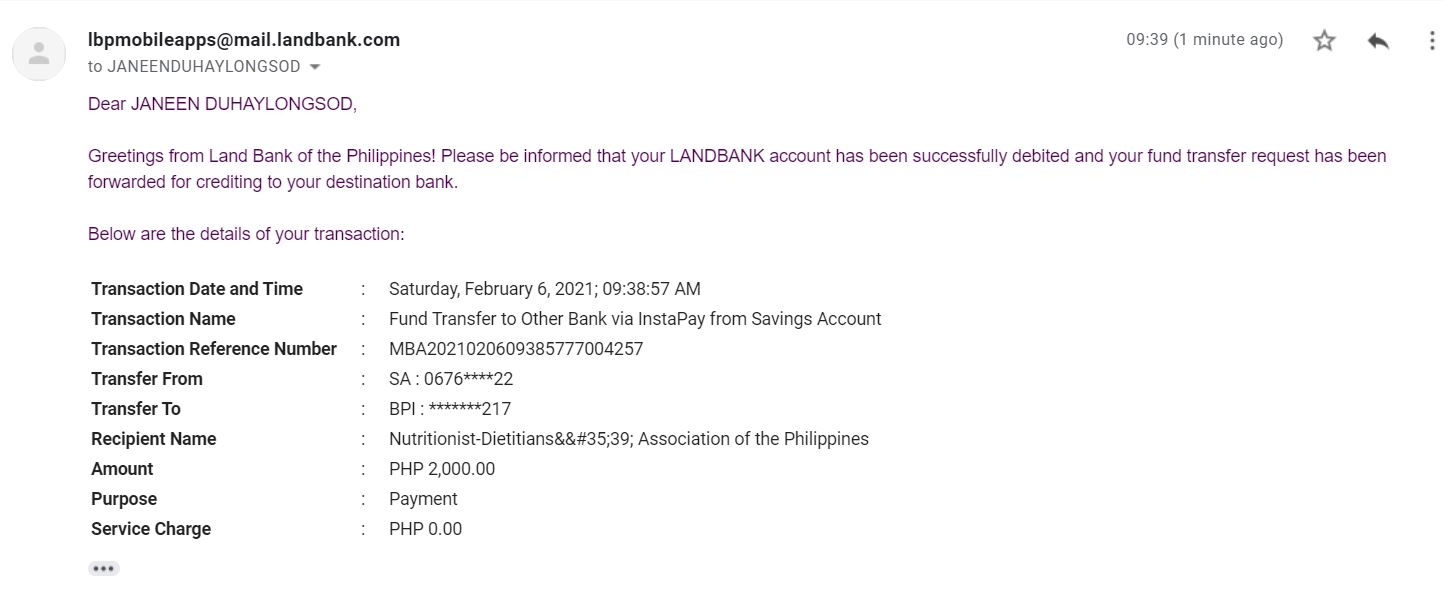 lbpmobileapps@mail.landbank.com 09:39 (1 minute ago)
to JANEENDUHAYLONGSOD
Dear JANEEN DUHAYLONGSOD,
Greetings from Land Bank of the Philippines! Please be informed that your LANDBANK account has been successfully debited and your fund transfer request has been
forwarded for crediting to your destination bank.
Below are the details of your transaction:
Transaction Date and Time : Saturday, February 6, 2021; 09:38:57 AM
Transaction Name : Fund Transfer to Other Bank via InstaPay from Savings Account
Transaction Reference Number : MBA2021020609385777004257
Transfer From : SA : 0676****22
Transfer To : BPI : *******217
Recipient Name : Nutritionist-Dietitians&&#35;39; Association of the Philippines
Amount : PHP 2,000.00
Purpose : Payment
Service Charge : PHP 0.00